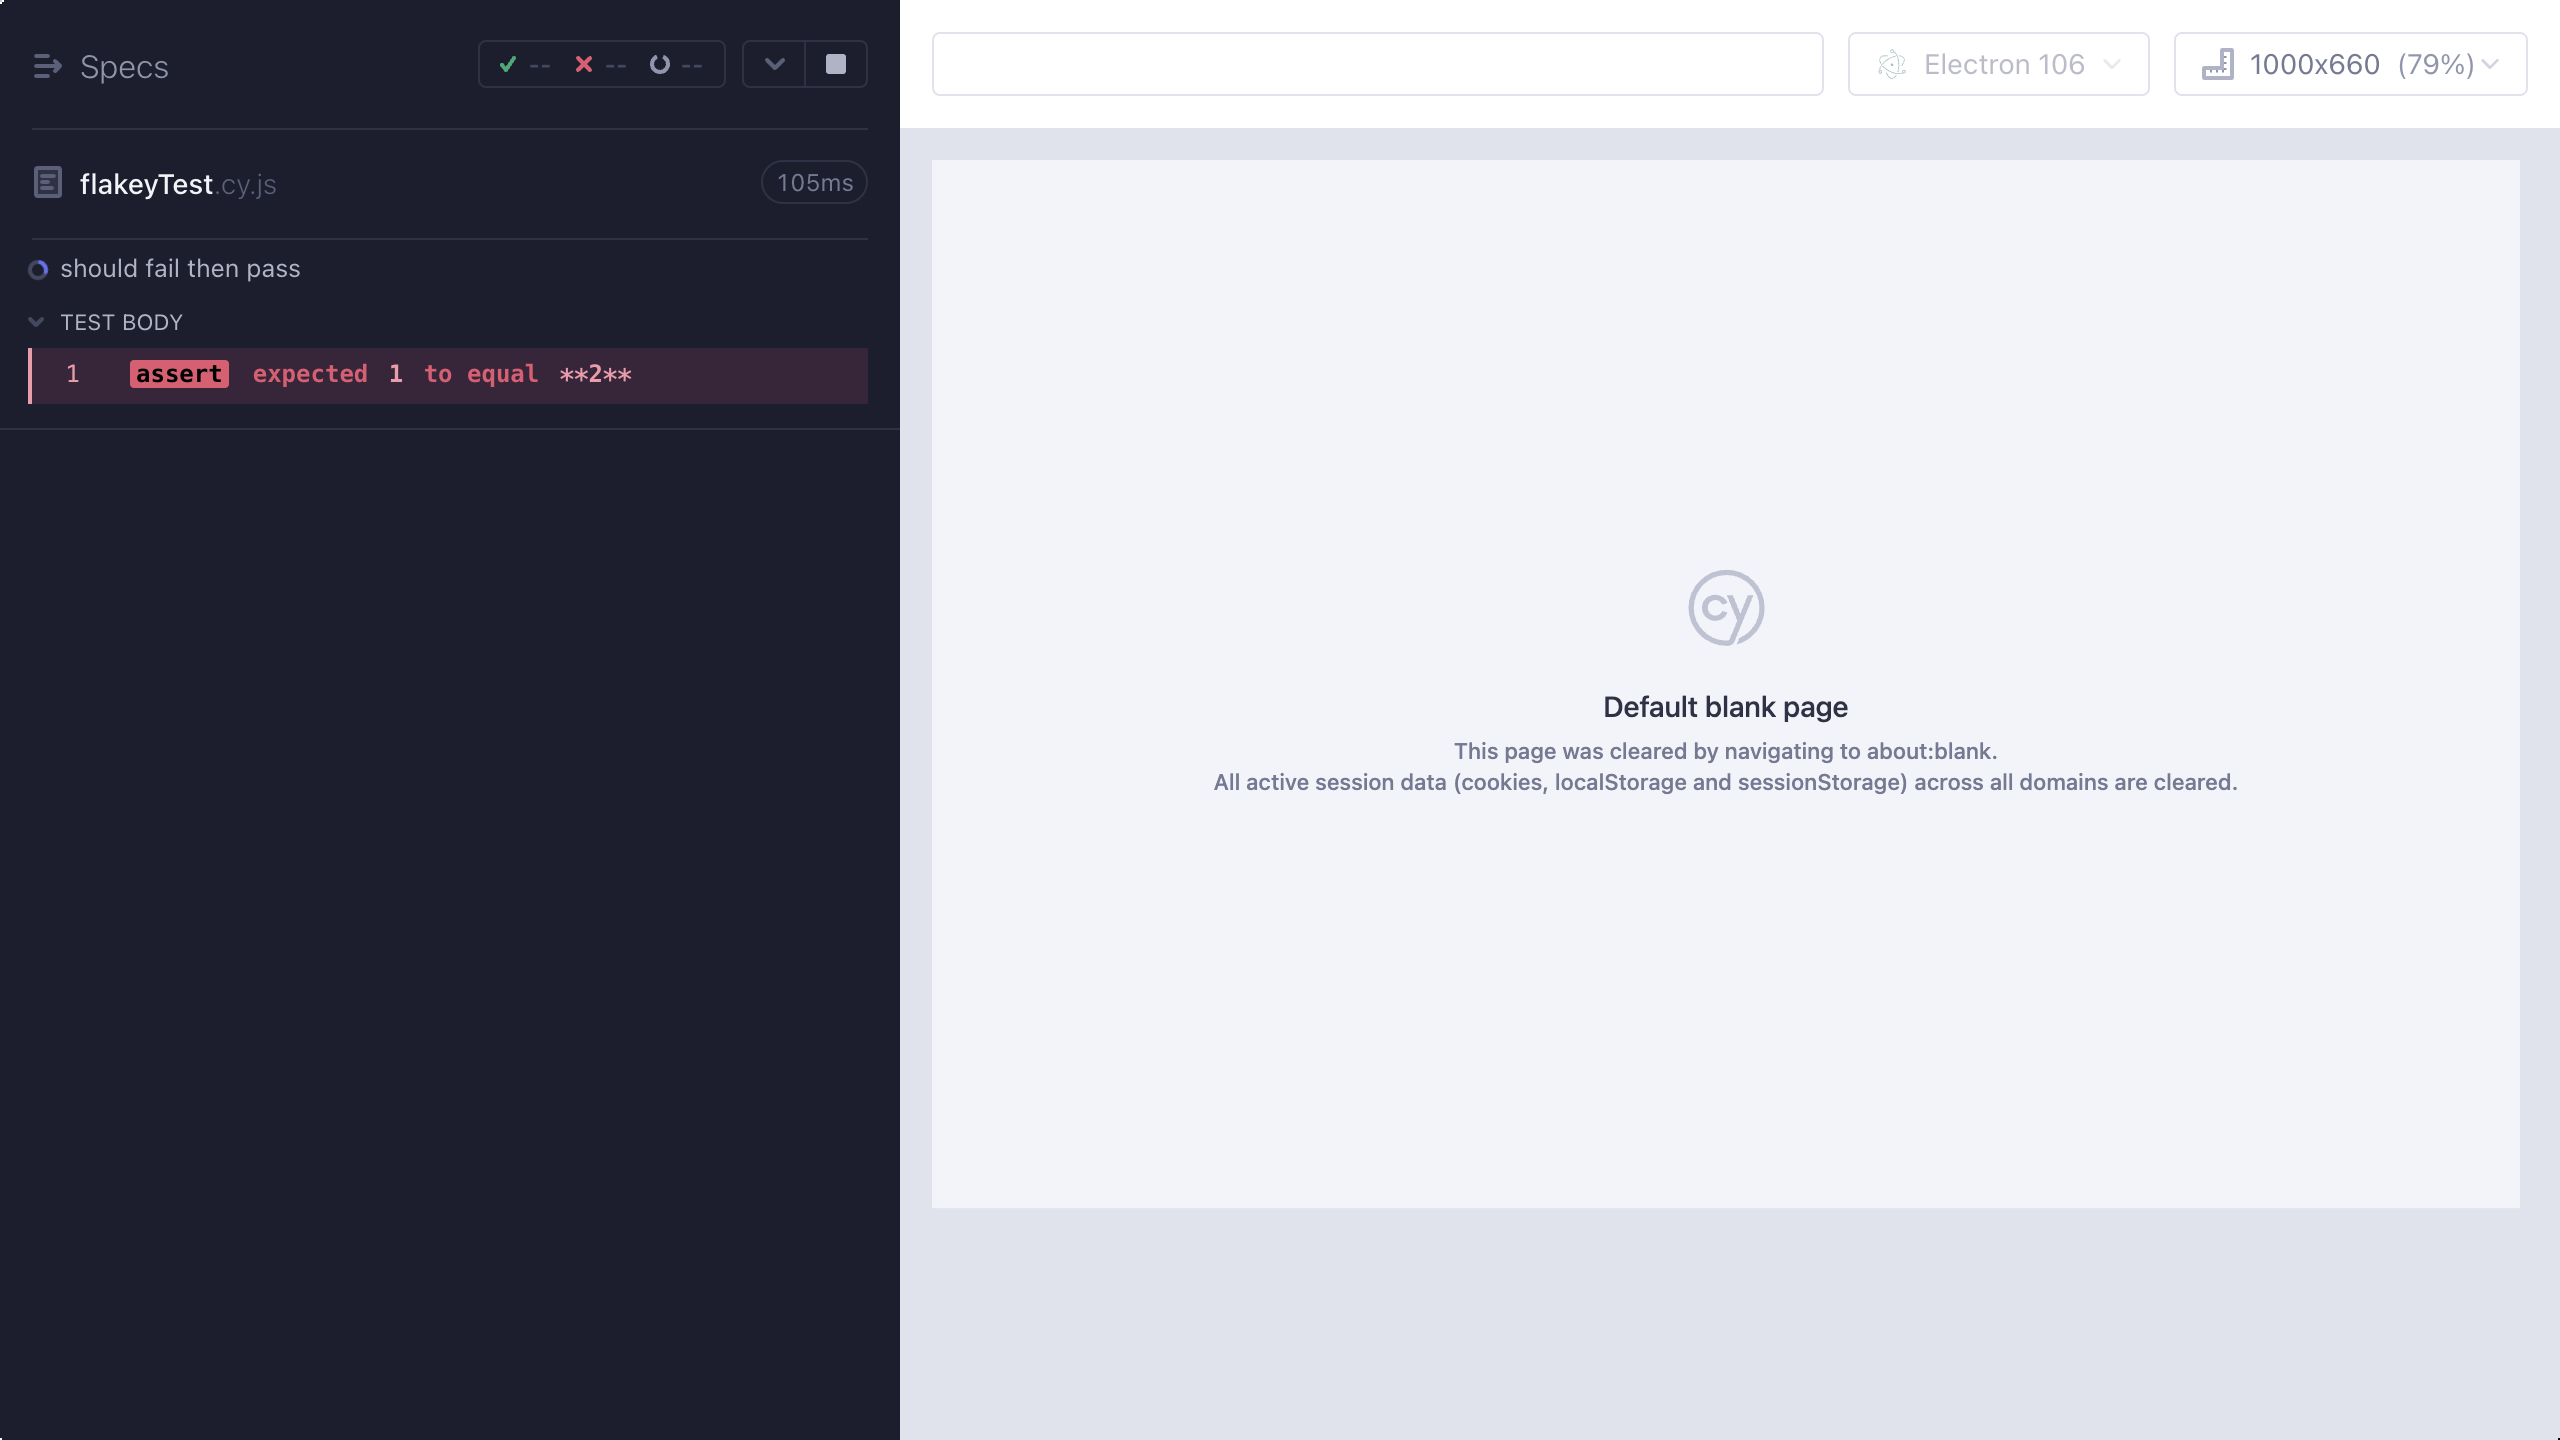 Specs
-- -- --
flakeyTest.cy.js
105ms
should fail then pass
TEST BODY
1 assert expected 1 to equal **2**
Electron 106
1000x660 (79%)
cy
Default blank page
This page was cleared by navigating to about:blank.
All active session data (cookies, localStorage and sessionStorage) across all domains are cleared.